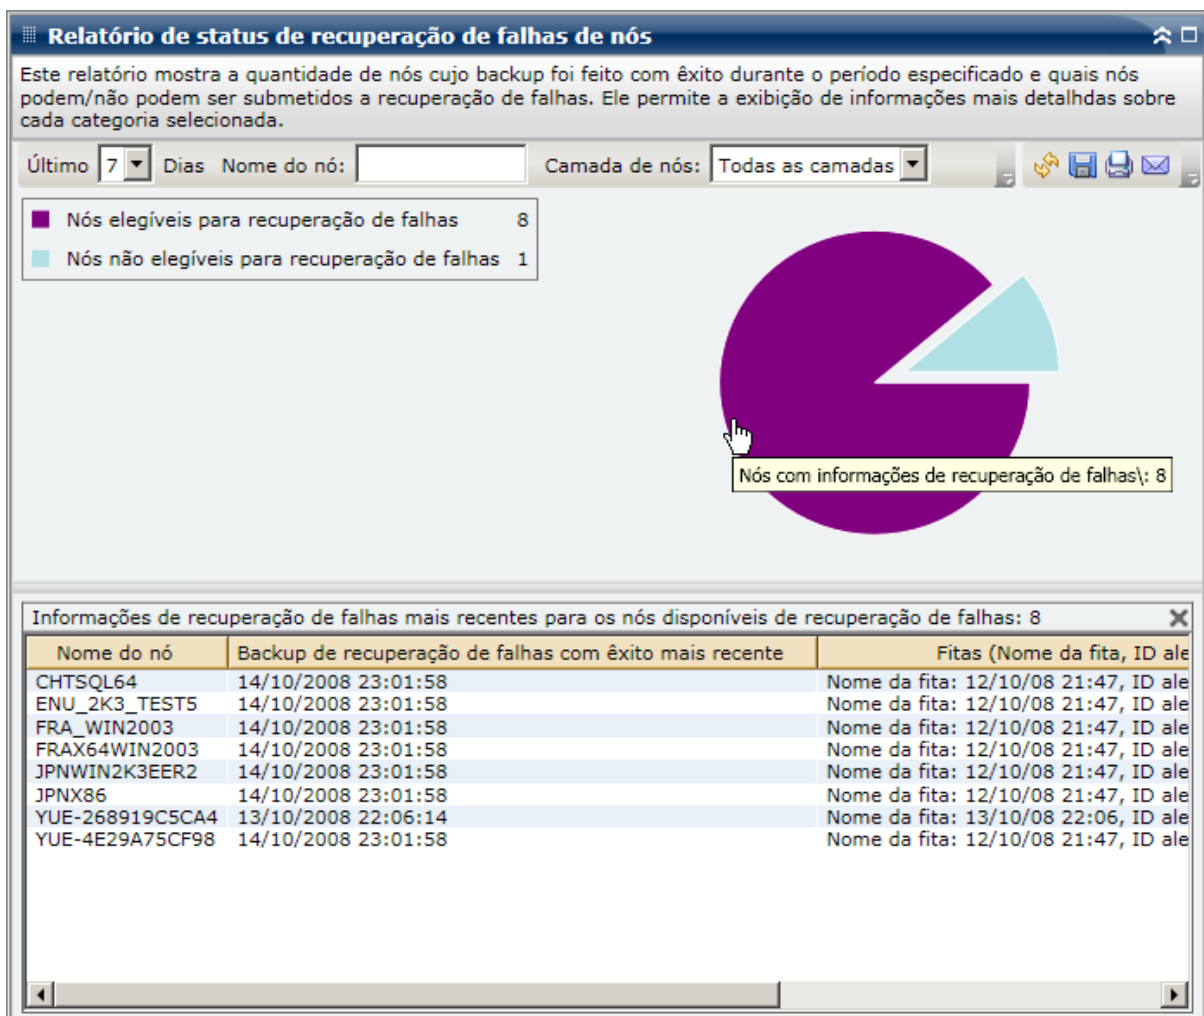 Relatório de status de recuperação de falhas de nós
Este relatório mostra a quantidade de nós cujo backup foi feito com êxito durante o período especificado e quais nós
podem/não podem ser submetidos a recuperação de falhas. Ele permite a exibição de informações mais detalhdas sobre
cada categoria selecionada.
Último 7 Dias Nome do nó: Camada de nós: Todas as camadas
Nós elegíveis para recuperação de falhas 8
Nós não elegíveis para recuperação de falhas 1
Nós com informações de recuperação de falhas\: 8
Informações de recuperação de falhas mais recentes para os nós disponíveis de recuperação de falhas: 8
Nome do nó Backup de recuperação de falhas com êxito mais recente Fitas (Nome da fita, ID ale
CHTSQL64 14/10/2008 23:01:58 Nome da fita: 12/10/08 21:47, ID ale
ENU_2K3_TEST5 14/10/2008 23:01:58 Nome da fita: 12/10/08 21:47, ID ale
FRA_WIN2003 14/10/2008 23:01:58 Nome da fita: 12/10/08 21:47, ID ale
FRAX64WIN2003 14/10/2008 23:01:58 Nome da fita: 12/10/08 21:47, ID ale
JPNWIN2K3EER2 14/10/2008 23:01:58 Nome da fita: 12/10/08 21:47, ID ale
JPNX86 14/10/2008 23:01:58 Nome da fita: 12/10/08 21:47, ID ale
YUE-268919C5CA4 13/10/2008 22:06:14 Nome da fita: 13/10/08 22:06, ID ale
YUE-4E29A75CF98 14/10/2008 23:01:58 Nome da fita: 12/10/08 21:47, ID ale